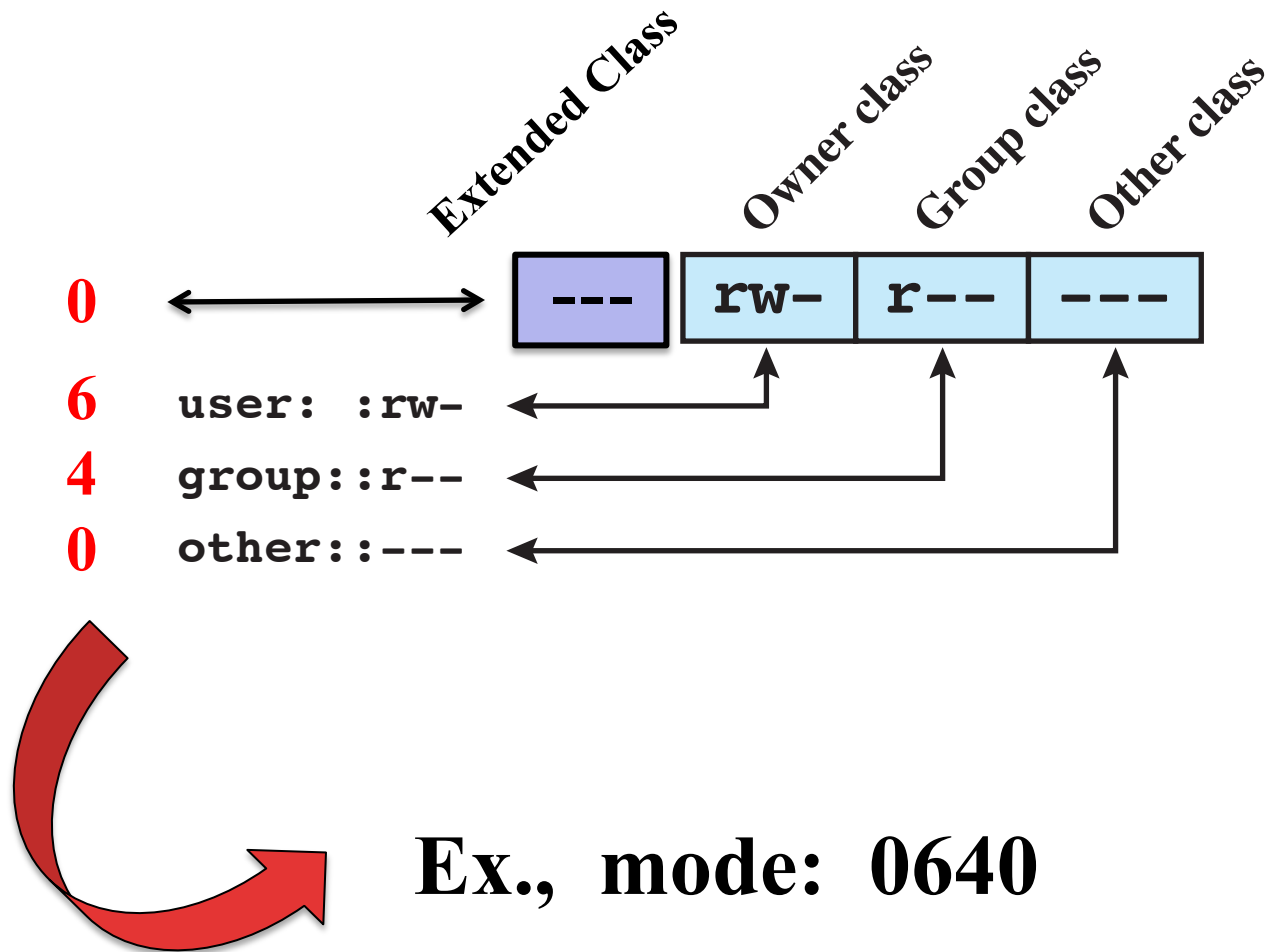 Extended Class
Owner class
Group class
Other class
0
---
rw-
r--
---
6 user: :rw-
4 group::r--
0 other::---
Ex., mode: 0640